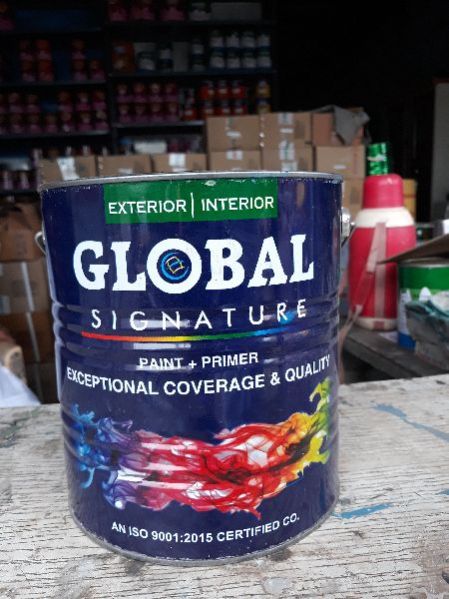 EXTERIOR | INTERIOR
GLOBAL
SIGNATURE
PAINT + PRIMER
EXCEPTIONAL COVERAGE & QUALITY
AN ISO 9001:2015 CERTIFIED CO.